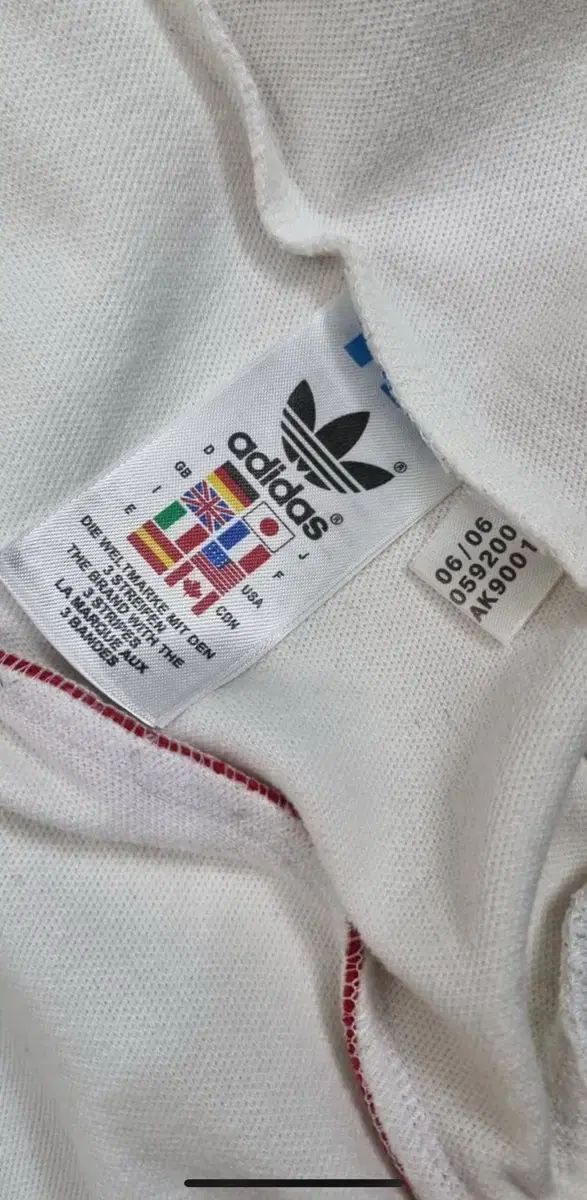 adidas®
®
D
GB
I
E
J
F
USA
CDN
DIE WELTMARKE MIT DEN
3 STREIFEN
THE BRAND WITH THE
3 STRIPES
LA MARQUE AUX
3 BANDES
06/06
059200
AK9001